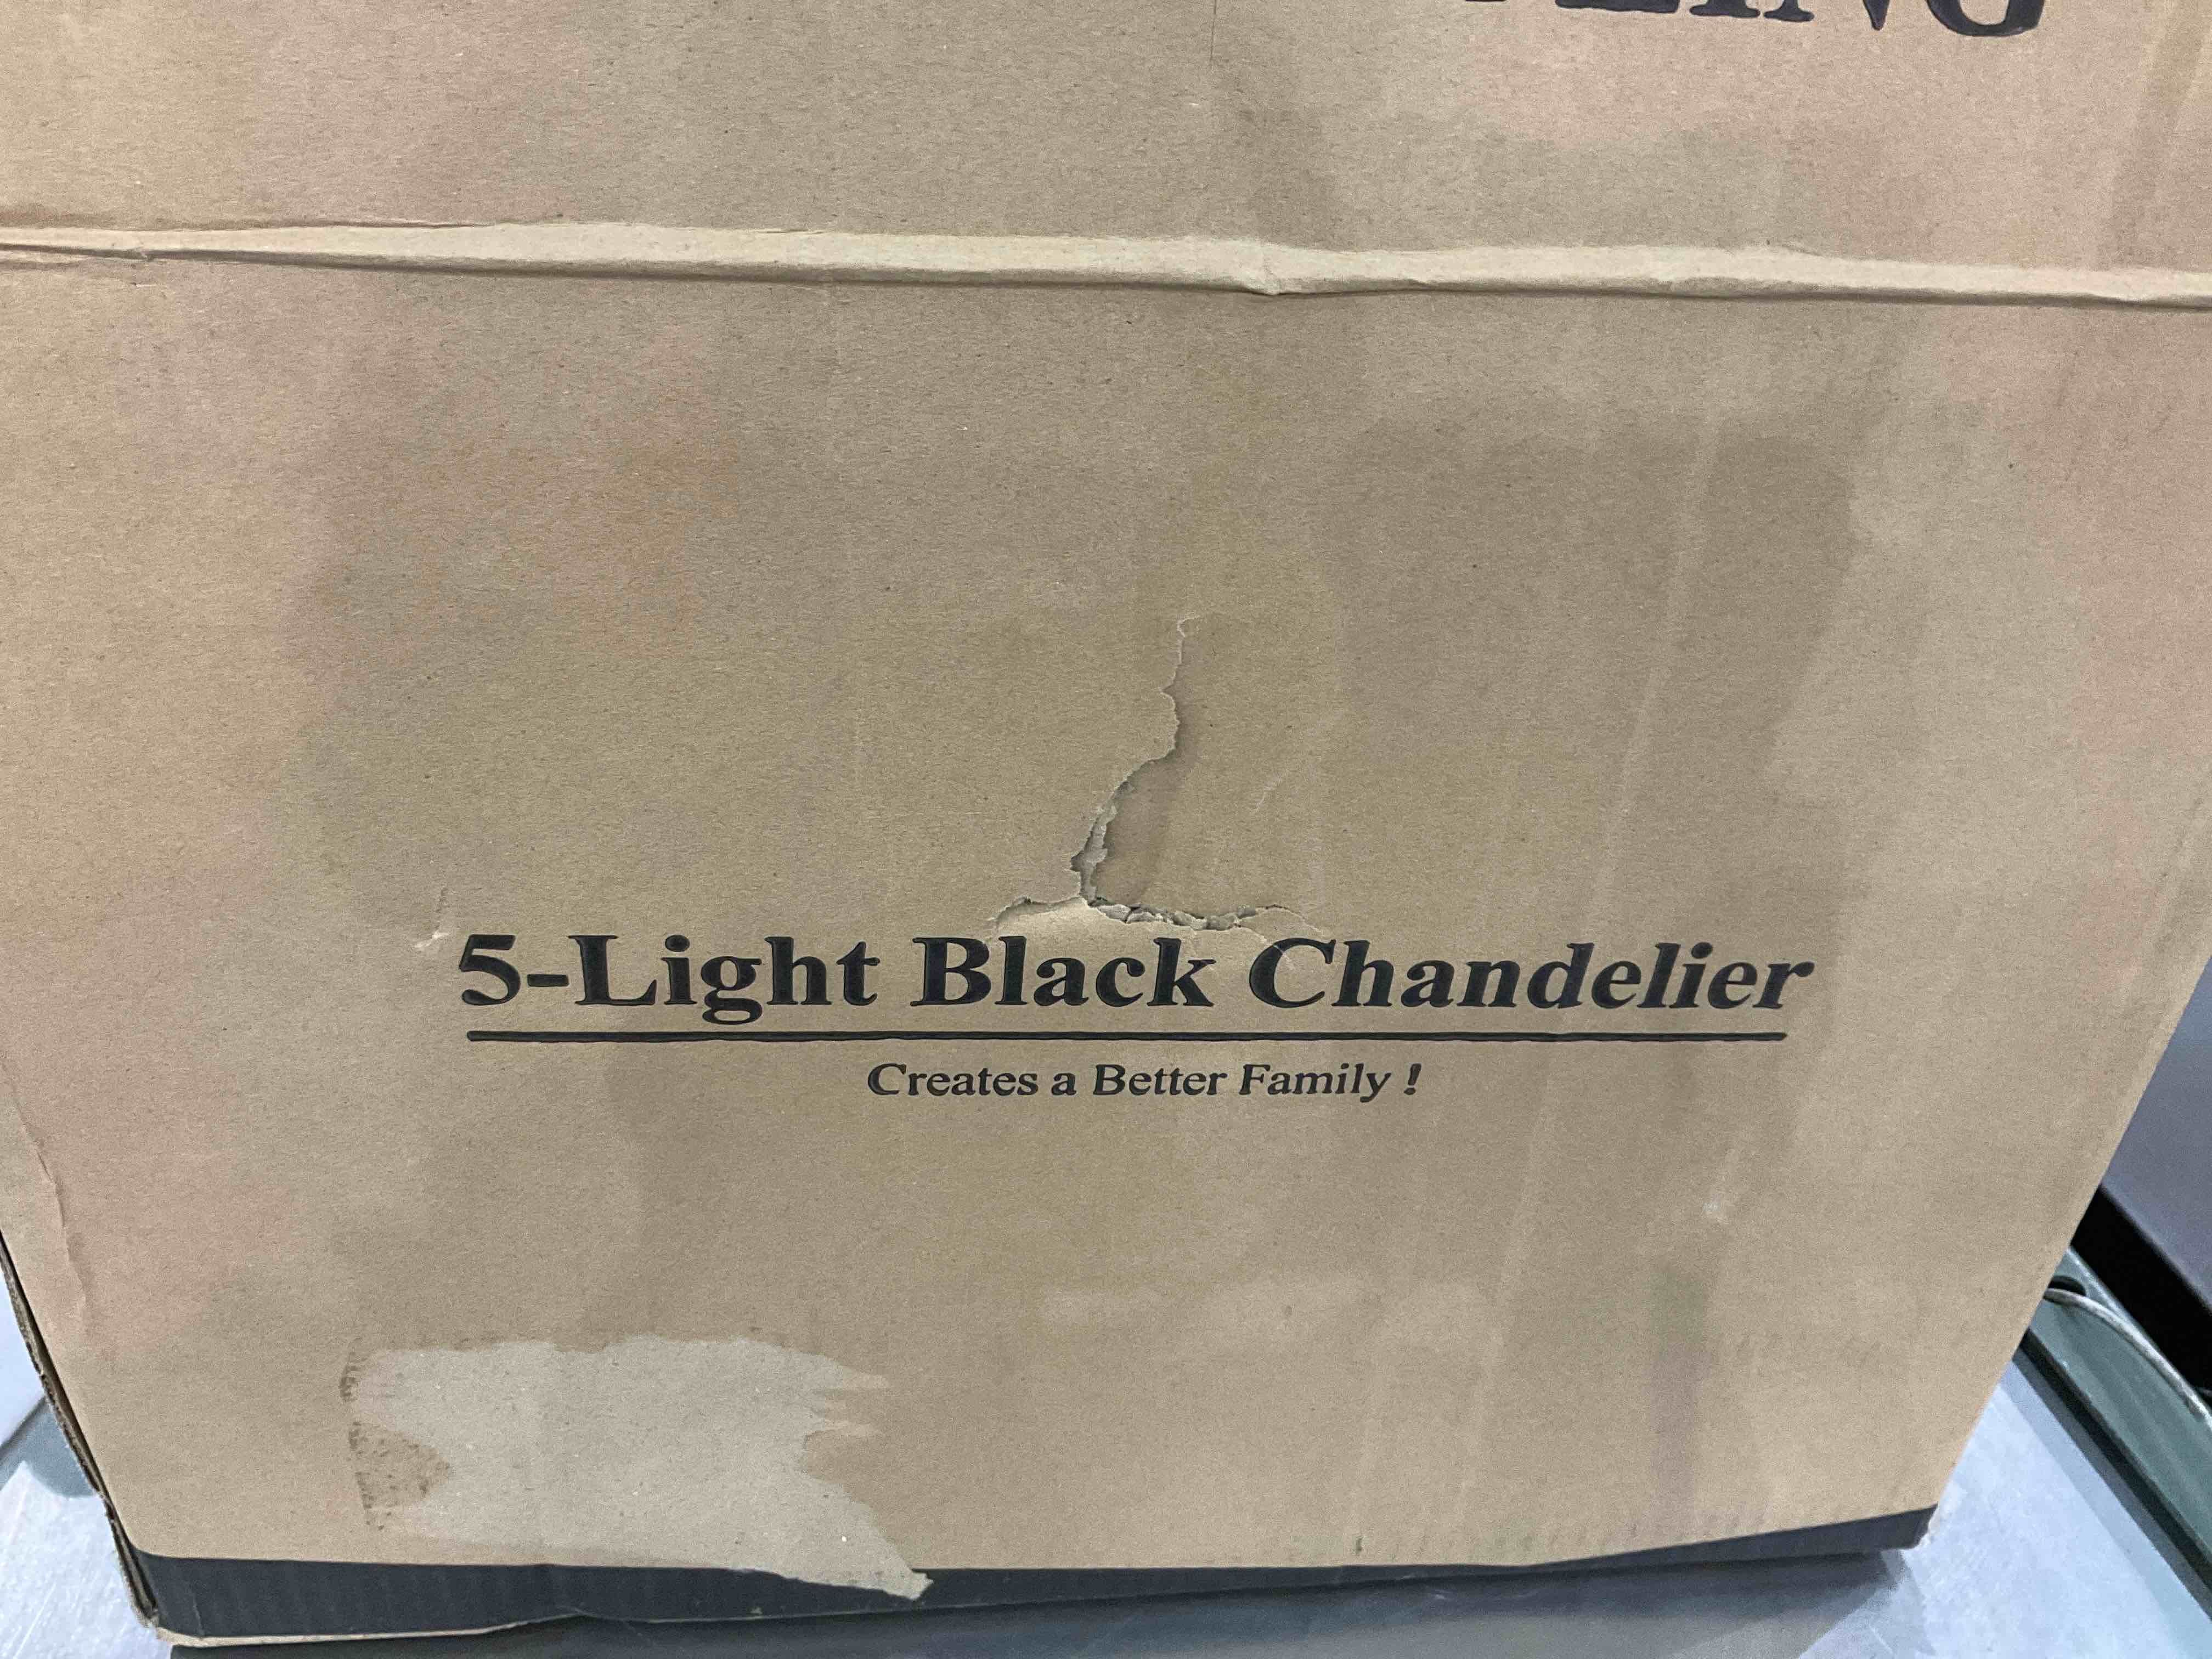 5-Light Black Chandelier
Creates a Better Family !